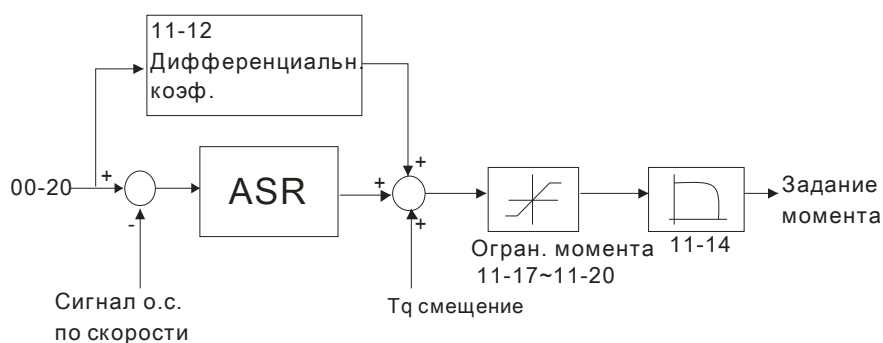 11-12
Дифференциальн.
коэф.
00-20
+
-
ASR
+
+
+
Огран. момента
11-17~11-20
11-14
Задание
момента
Сигнал о.с.
по скорости
Tq смещение